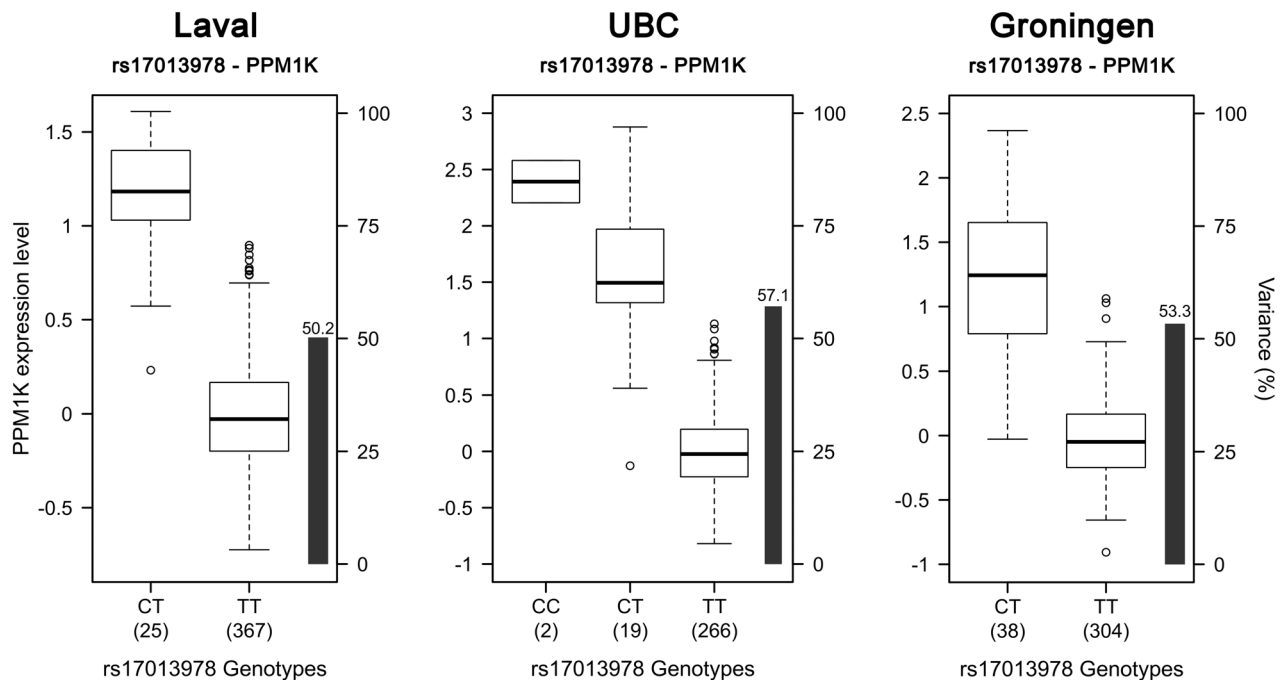 Laval
rs17013978 - PPM1K
PPM1K expression level
1.5
1
0.5
0
-0.5
100
75
50
25
0
50.2
CT
(25)
TT
(367)
rs17013978 Genotypes
UBC
rs17013978 - PPM1K
3
2.5
2
1.5
1
0.5
0
-0.5
-1
100
75
50
25
0
57.1
CC
(2)
CT
(19)
TT
(266)
rs17013978 Genotypes
Groningen
rs17013978 - PPM1K
2.5
2
1.5
1
0.5
0
-0.5
-1
100
75
50
25
0
53.3
Variance (%)
CT
(38)
TT
(304)
rs17013978 Genotypes